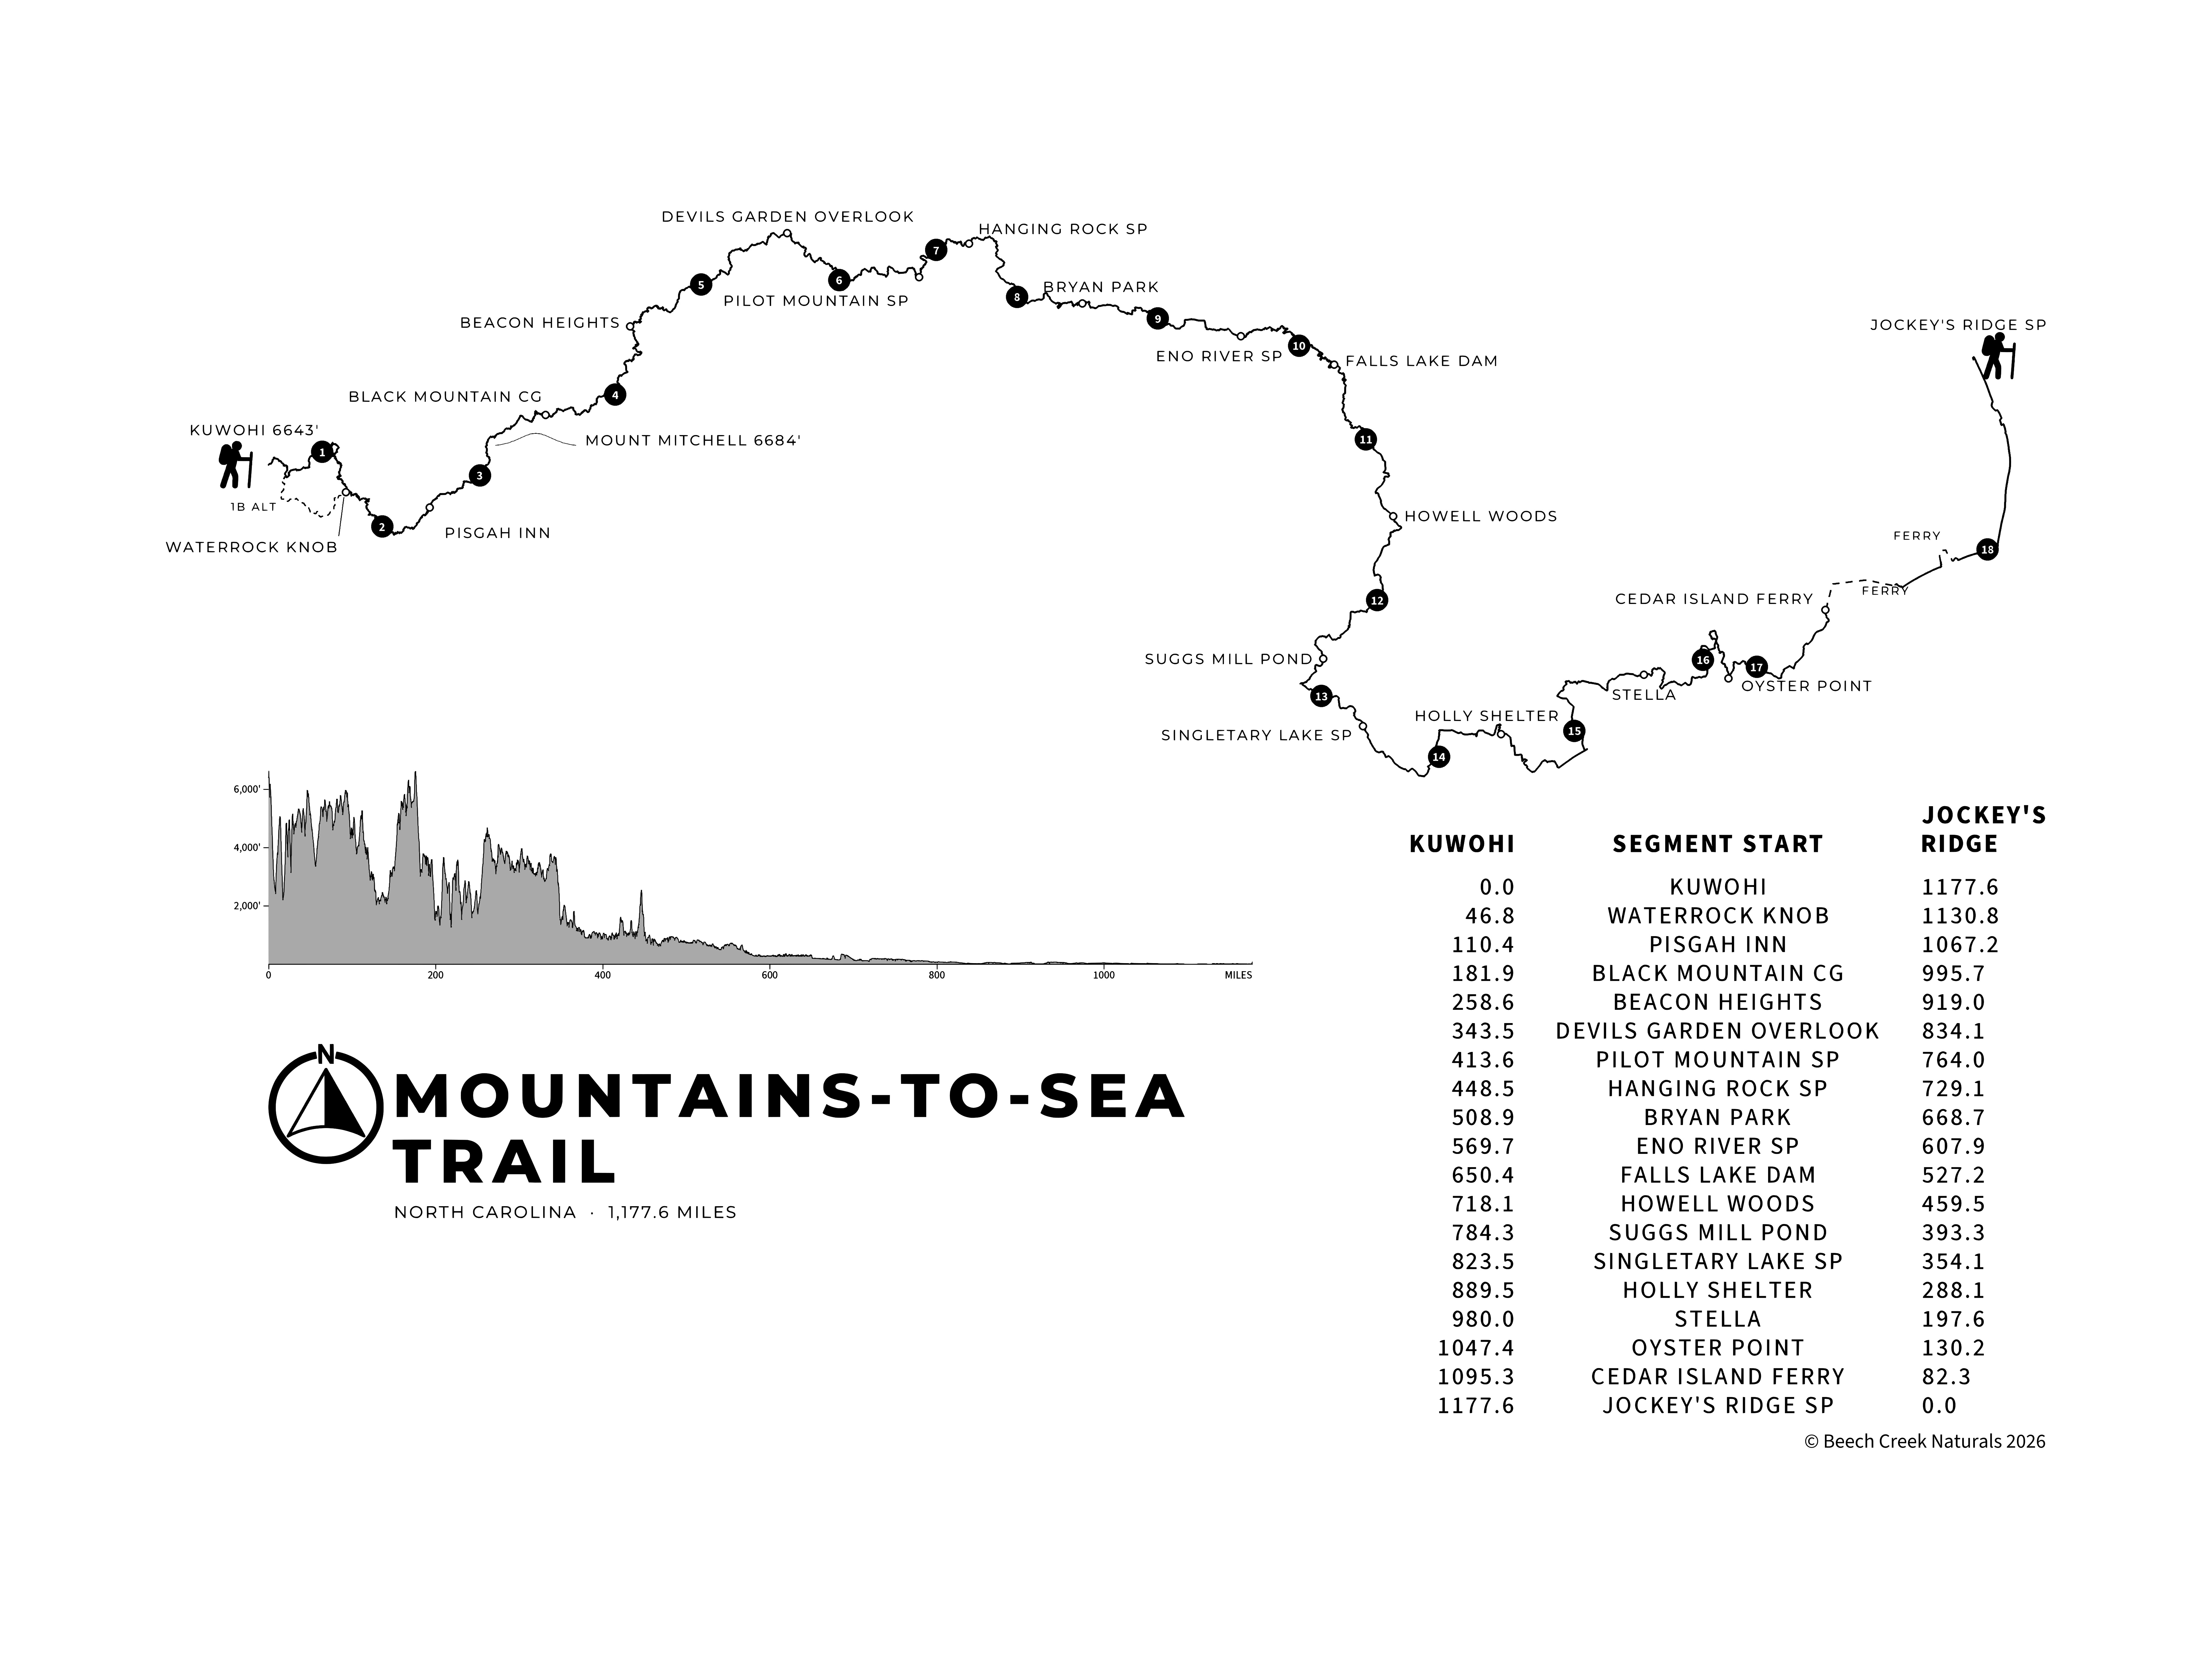 DEVILS GARDEN OVERLOOK
HANGING ROCK SP
7
6
5
PILOT MOUNTAIN SP
8
BRYAN PARK
9
BEACON HEIGHTS
ENO RIVER SP
10
FALLS LAKE DAM
JOCKEY'S RIDGE SP
BLACK MOUNTAIN CG
4
KUWOHI 6643'
1
MOUNT MITCHELL 6684'
11
3
1B ALT
2
PISGAH INN
WATERROCK KNOB
HOWELL WOODS
FERRY
18
FERRY
12
CEDAR ISLAND FERRY
SUGGS MILL POND
16
17
OYSTER POINT
STELLA
13
HOLLY SHELTER
15
SINGLETARY LAKE SP
14
6,000'
4,000'
2,000'
0 200 400 600 800 1000 MILES
N
MOUNTAINS-TO-SEA
TRAIL
NORTH CAROLINA · 1,177.6 MILES
KUWOHI SEGMENT START JOCKEY'S RIDGE
0.0 KUWOHI 1177.6
46.8 WATERROCK KNOB 1130.8
110.4 PISGAH INN 1067.2
181.9 BLACK MOUNTAIN CG 995.7
258.6 BEACON HEIGHTS 919.0
343.5 DEVILS GARDEN OVERLOOK 834.1
413.6 PILOT MOUNTAIN SP 764.0
448.5 HANGING ROCK SP 729.1
508.9 BRYAN PARK 668.7
569.7 ENO RIVER SP 607.9
650.4 FALLS LAKE DAM 527.2
718.1 HOWELL WOODS 459.5
784.3 SUGGS MILL POND 393.3
823.5 SINGLETARY LAKE SP 354.1
889.5 HOLLY SHELTER 288.1
980.0 STELLA 197.6
1047.4 OYSTER POINT 130.2
1095.3 CEDAR ISLAND FERRY 82.3
1177.6 JOCKEY'S RIDGE SP 0.0
© Beech Creek Naturals 2026